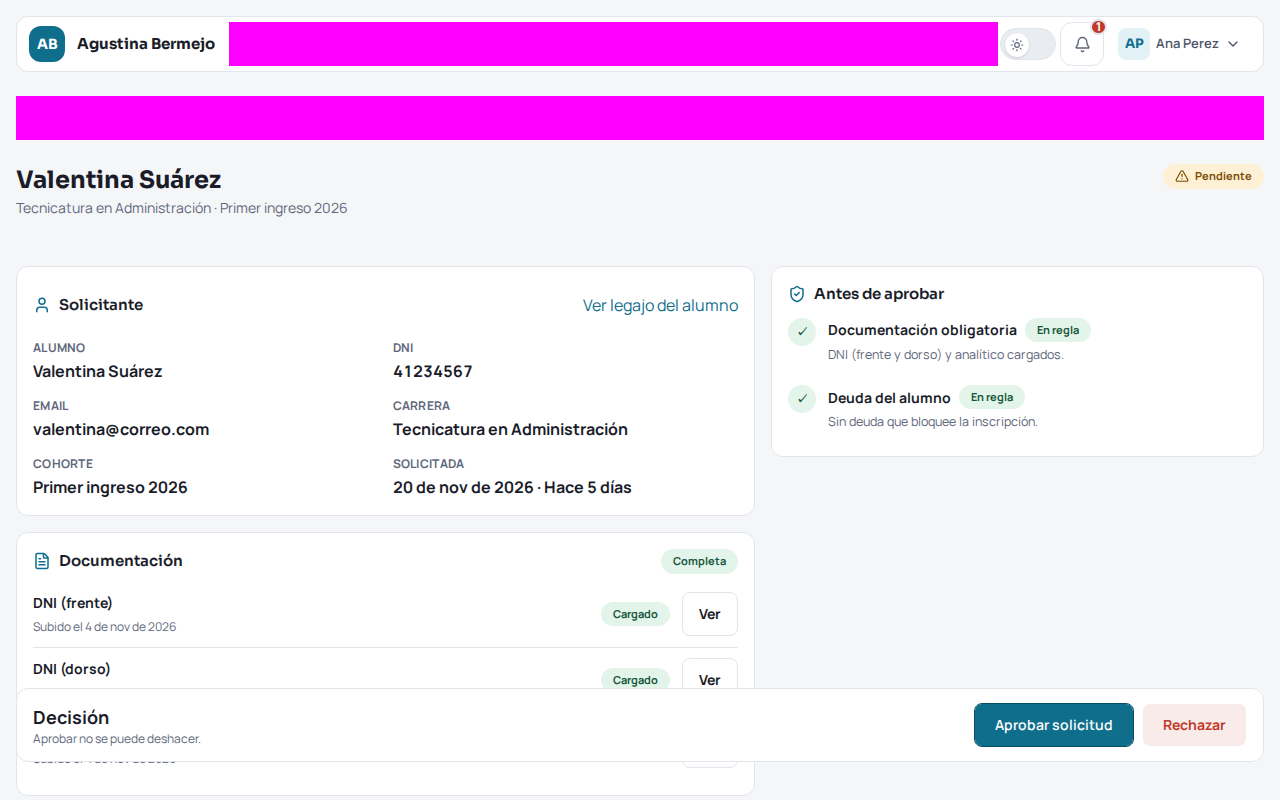 AB Agustina Bermejo 1 AP Ana Perez
Valentina Suárez
Pendiente
Tecnicatura en Administración · Primer ingreso 2026
Solicitante
Ver legajo del alumno
ALUMNO
Valentina Suárez
DNI
41234567
EMAIL
valentina@correo.com
CARRERA
Tecnicatura en Administración
COHORTE
Primer ingreso 2026
SOLICITADA
20 de nov de 2026 · Hace 5 días
Antes de aprobar
Documentación obligatoria En regla
DNI (frente y dorso) y analítico cargados.
Deuda del alumno En regla
Sin deuda que bloquee la inscripción.
Documentación
Completa
DNI (frente)
Subido el 4 de nov de 2026
Cargado
Ver
DNI (dorso)
Cargado
Ver
Decisión
Aprobar no se puede deshacer.
Aprobar solicitud
Rechazar